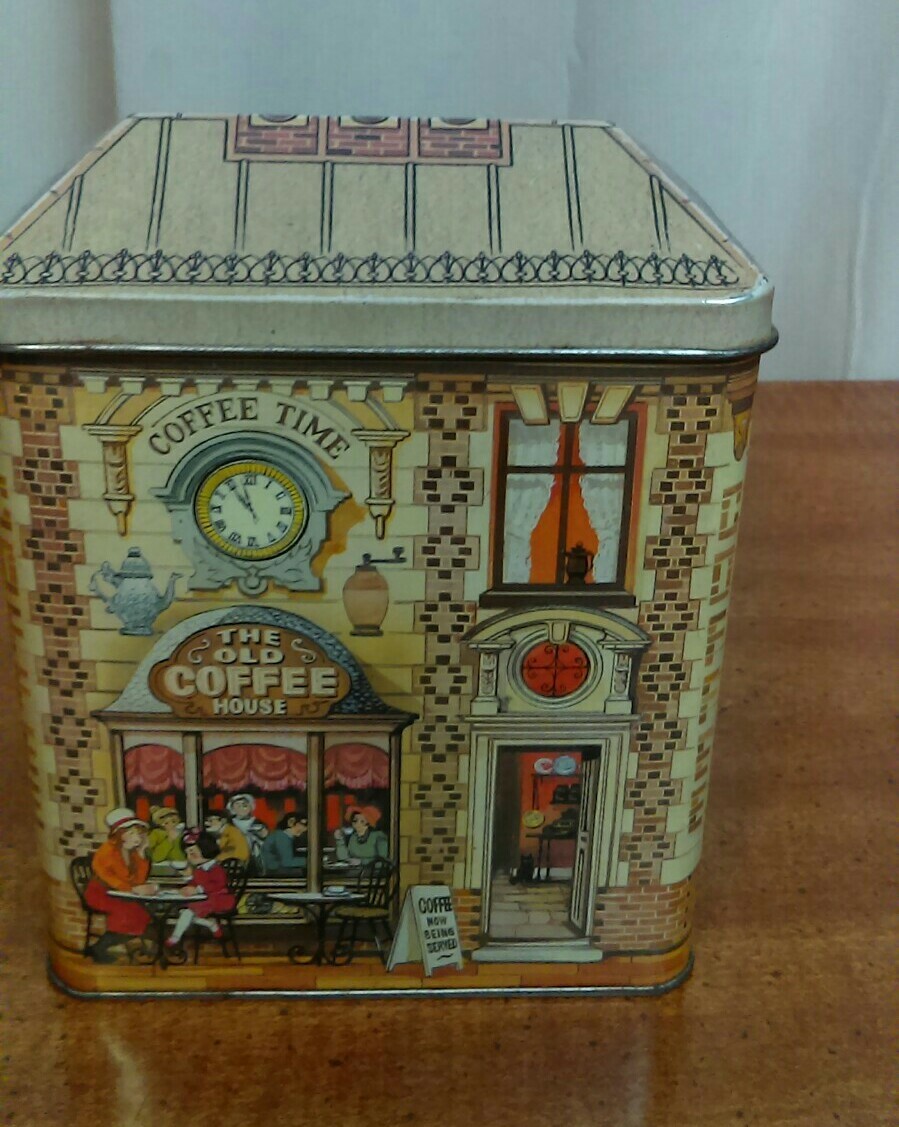 COFFEE TIME
THE
OLD
COFFEE
HOUSE
COFFEE
NOW
BEING
SERVED